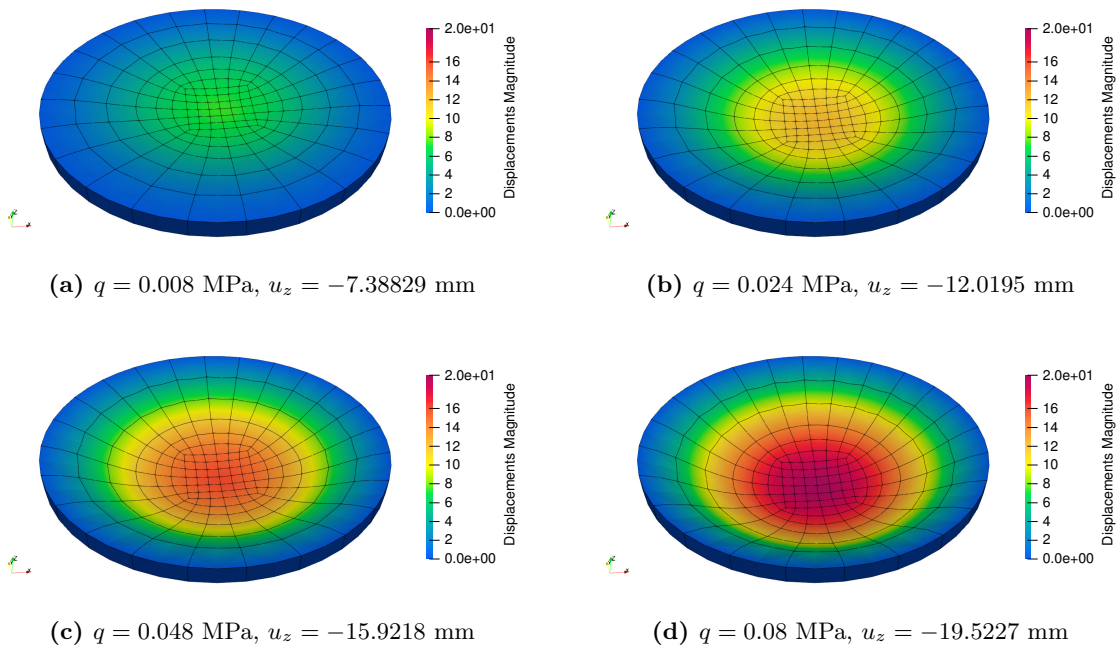 2.0e+01
16
14
12
10
8
6
4
2
0.0e+00
Displacements Magnitude
Z
X
(a) q = 0.008 MPa, u_z = −7.38829 mm
2.0e+01
16
14
12
10
8
6
4
2
0.0e+00
Displacements Magnitude
Z
X
(b) q = 0.024 MPa, u_z = −12.0195 mm
2.0e+01
16
14
12
10
8
6
4
2
0.0e+00
Displacements Magnitude
Z
X
(c) q = 0.048 MPa, u_z = −15.9218 mm
2.0e+01
16
14
12
10
8
6
4
2
0.0e+00
Displacements Magnitude
Z
X
(d) q = 0.08 MPa, u_z = −19.5227 mm